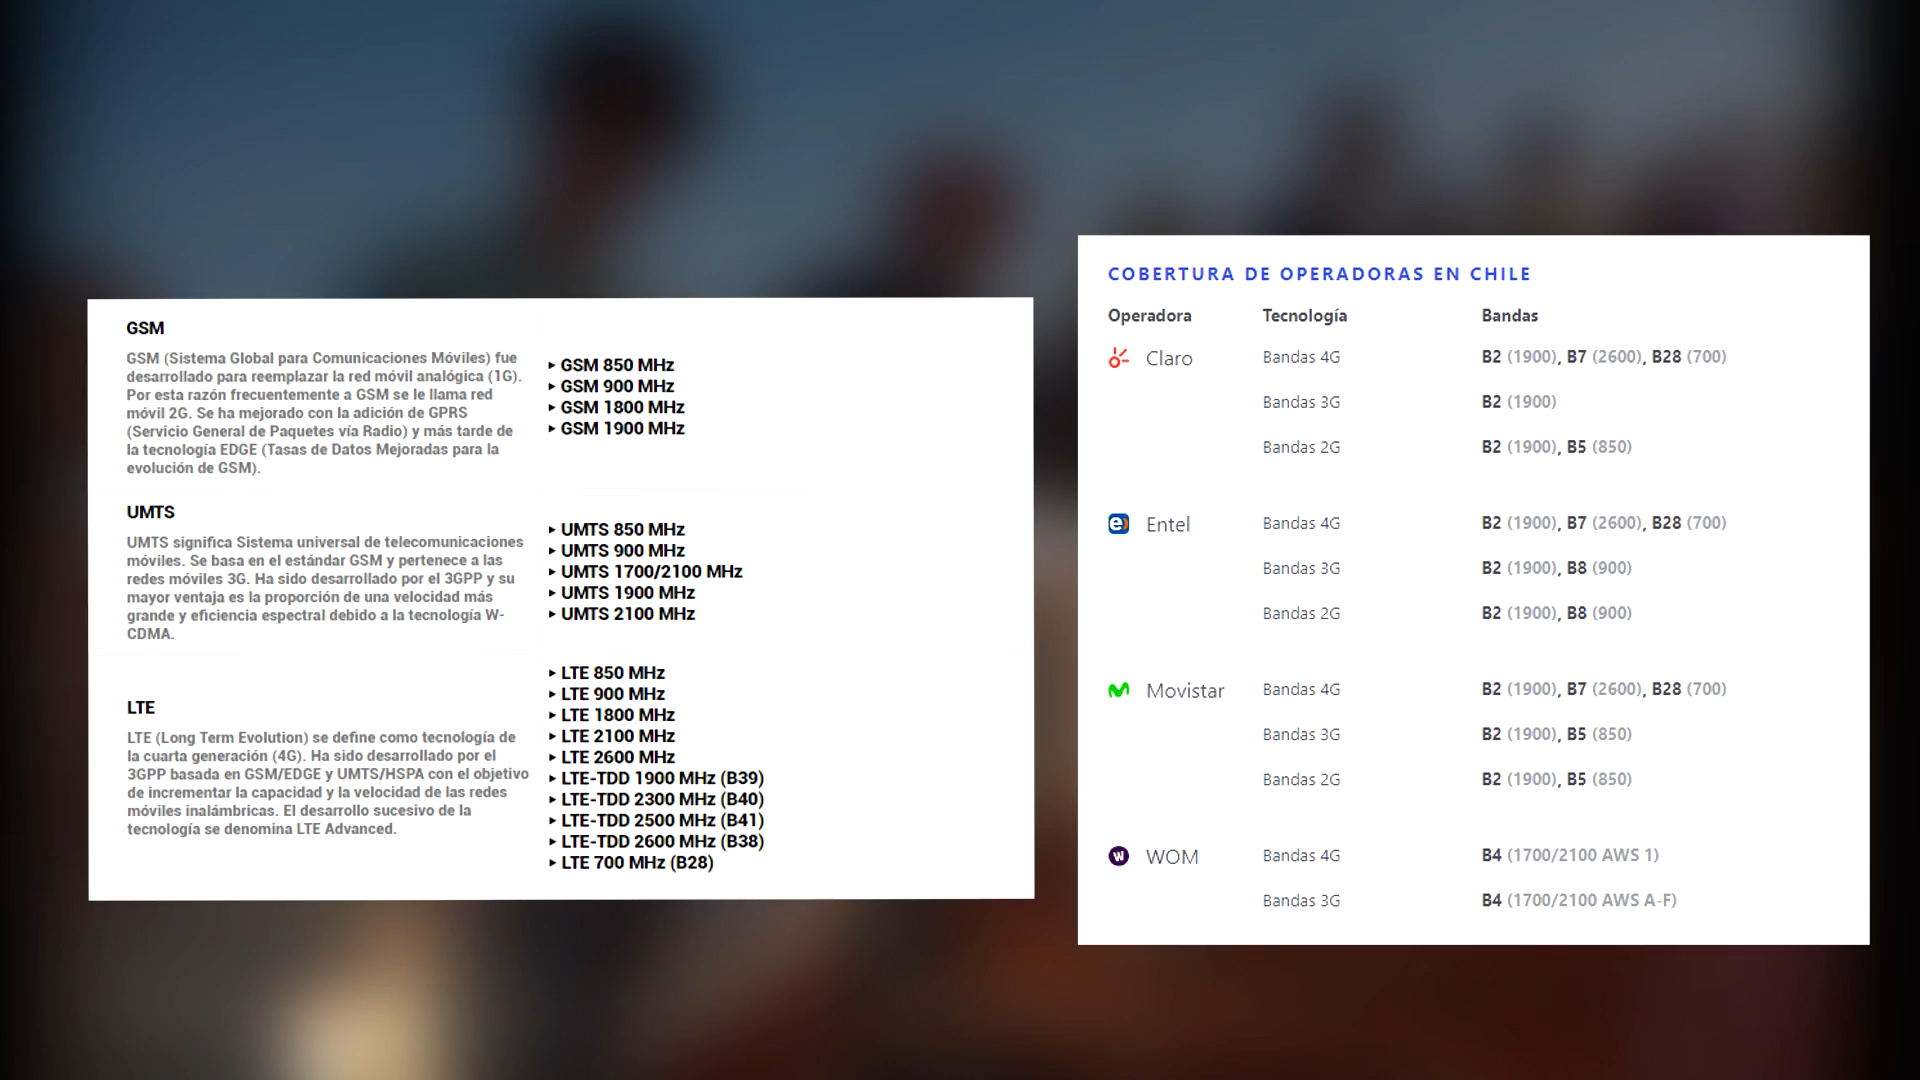 GSM
GSM (Sistema Global para Comunicaciones Móviles) fue
desarrollado para reemplazar la red móvil analógica (1G).
Por esta razón frecuentemente a GSM se le llama red
móvil 2G. Se ha mejorado con la adición de GPRS
(Servicio General de Paquetes vía Radio) y más tarde de
la tecnología EDGE (Tasas de Datos Mejoradas para la
evolución de GSM).
▸ GSM 850 MHz
▸ GSM 900 MHz
▸ GSM 1800 MHz
▸ GSM 1900 MHz
UMTS
UMTS significa Sistema universal de telecomunicaciones
móviles. Se basa en el estándar GSM y pertenece a las
redes móviles 3G. Ha sido desarrollado por el 3GPP y su
mayor ventaja es la proporción de una velocidad más
grande y eficiencia espectral debido a la tecnología W-
CDMA.
▸ UMTS 850 MHz
▸ UMTS 900 MHz
▸ UMTS 1700/2100 MHz
▸ UMTS 1900 MHz
▸ UMTS 2100 MHz
LTE
LTE (Long Term Evolution) se define como tecnología de
la cuarta generación (4G). Ha sido desarrollado por el
3GPP basada en GSM/EDGE y UMTS/HSPA con el objetivo
de incrementar la capacidad y la velocidad de las redes
móviles inalámbricas. El desarrollo sucesivo de la
tecnología se denomina LTE Advanced.
▸ LTE 850 MHz
▸ LTE 900 MHz
▸ LTE 1800 MHz
▸ LTE 2100 MHz
▸ LTE 2600 MHz
▸ LTE-TDD 1900 MHz (B39)
▸ LTE-TDD 2300 MHz (B40)
▸ LTE-TDD 2500 MHz (B41)
▸ LTE-TDD 2600 MHz (B38)
▸ LTE 700 MHz (B28)
COBERTURA DE OPERADORAS EN CHILE
Operadora Tecnología Bandas
Claro Bandas 4G B2 (1900), B7 (2600), B28 (700)
Bandas 3G B2 (1900)
Bandas 2G B2 (1900), B5 (850)
Entel Bandas 4G B2 (1900), B7 (2600), B28 (700)
Bandas 3G B2 (1900), B8 (900)
Bandas 2G B2 (1900), B8 (900)
Movistar Bandas 4G B2 (1900), B7 (2600), B28 (700)
Bandas 3G B2 (1900), B5 (850)
Bandas 2G B2 (1900), B5 (850)
WOM Bandas 4G B4 (1700/2100 AWS 1)
Bandas 3G B4 (1700/2100 AWS A-F)